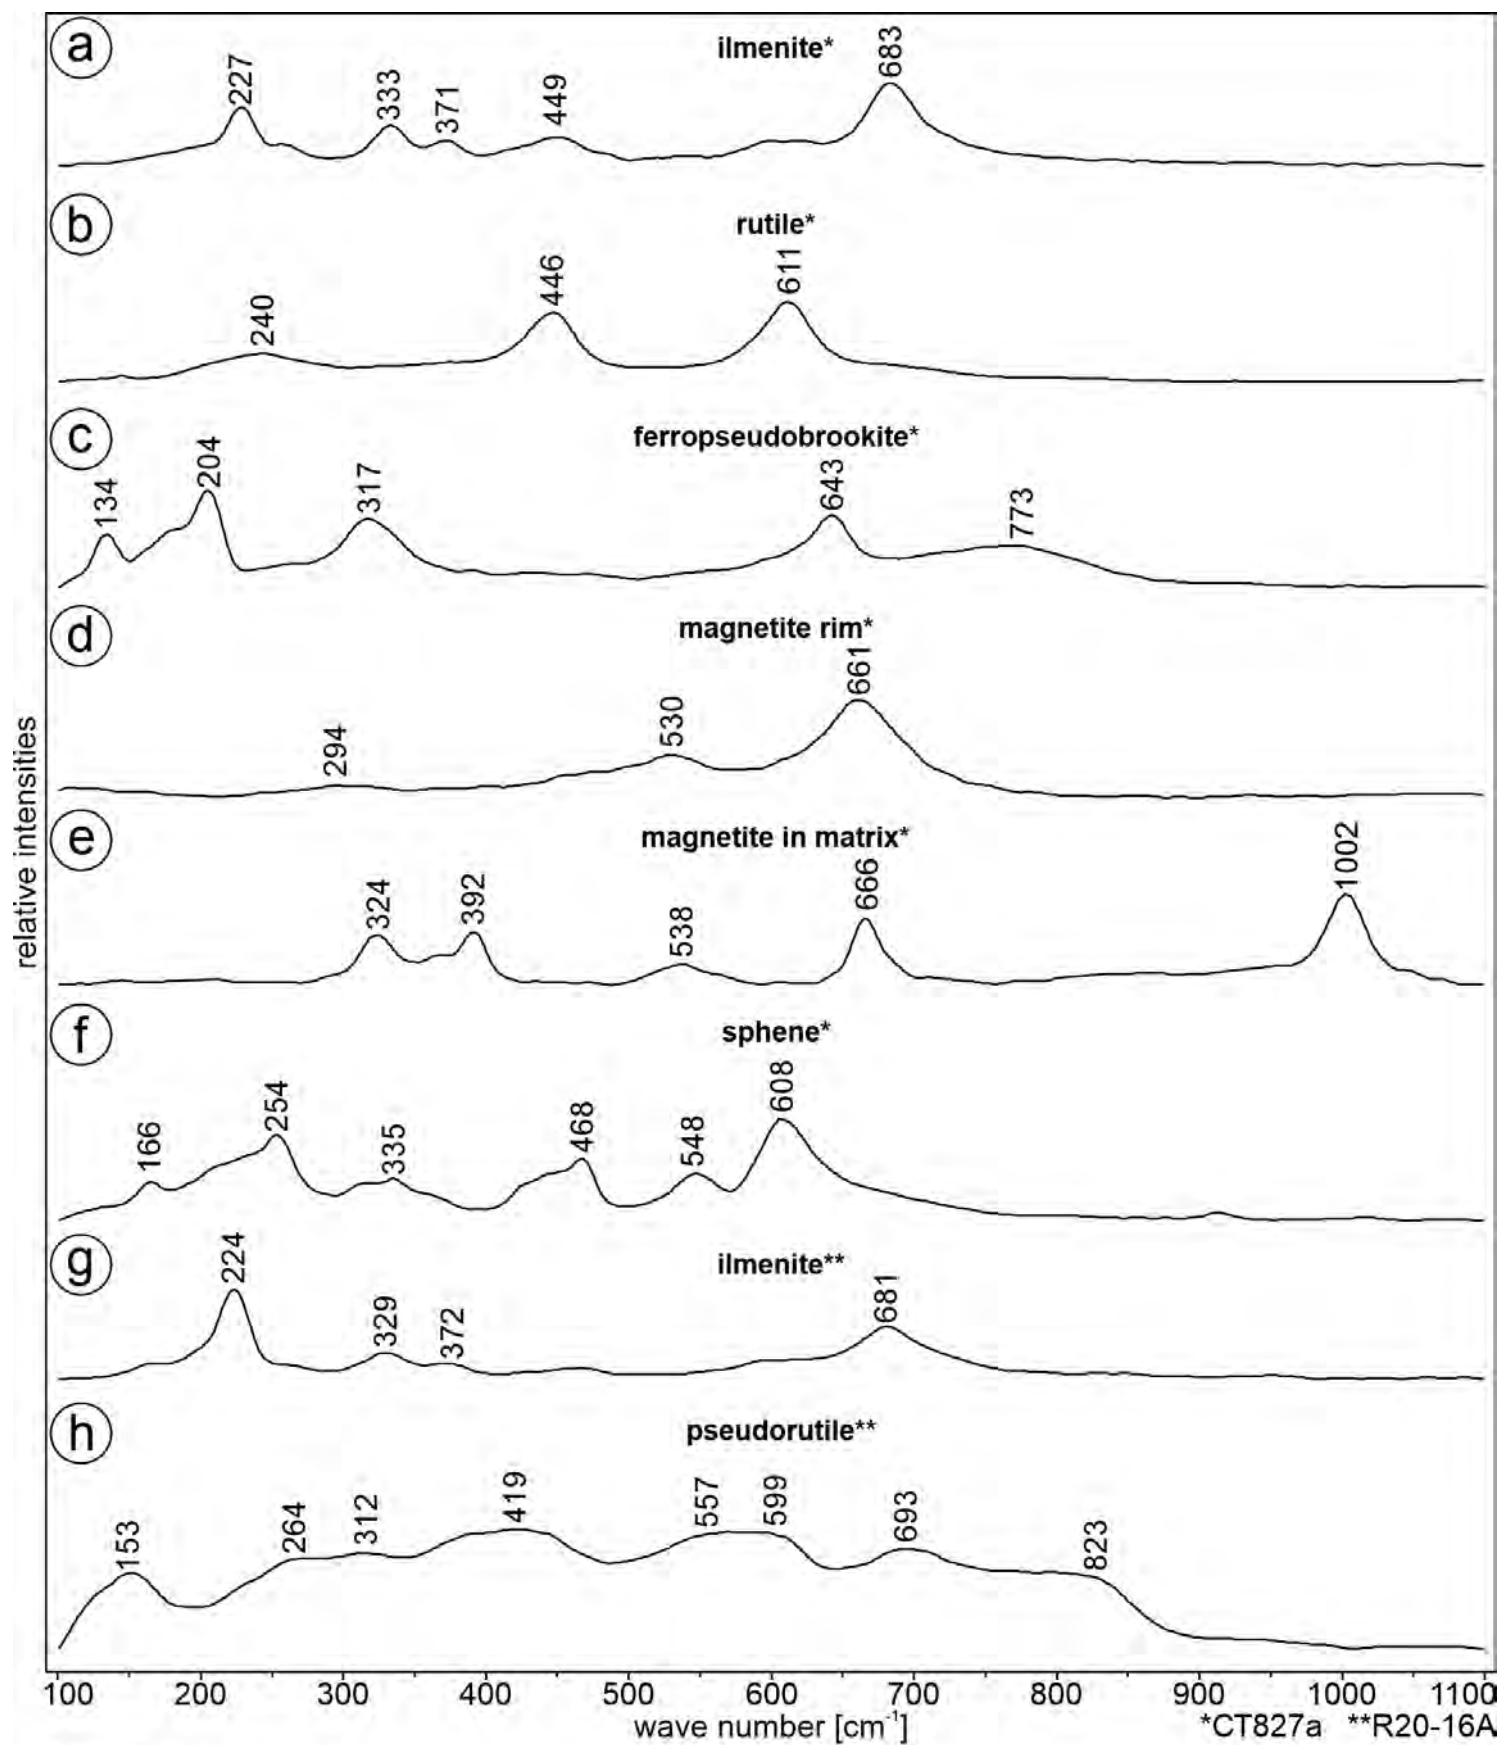 a
ilmenite*
227
333
371
449
683
b
rutile*
240
446
611
c
ferropseudobrookite*
134
204
317
643
773
d
magnetite rim*
294
530
661
e
magnetite in matrix*
324
392
538
666
1002
f
sphene*
166
254
335
468
548
608
g
ilmenite**
224
329
372
681
h
pseudorutile**
153
264
312
419
557
599
693
823
relative intensities
100 200 300 400 500 600 700 800 900 1000 1100
wave number [cm⁻¹]
*CT827a **R20-16A